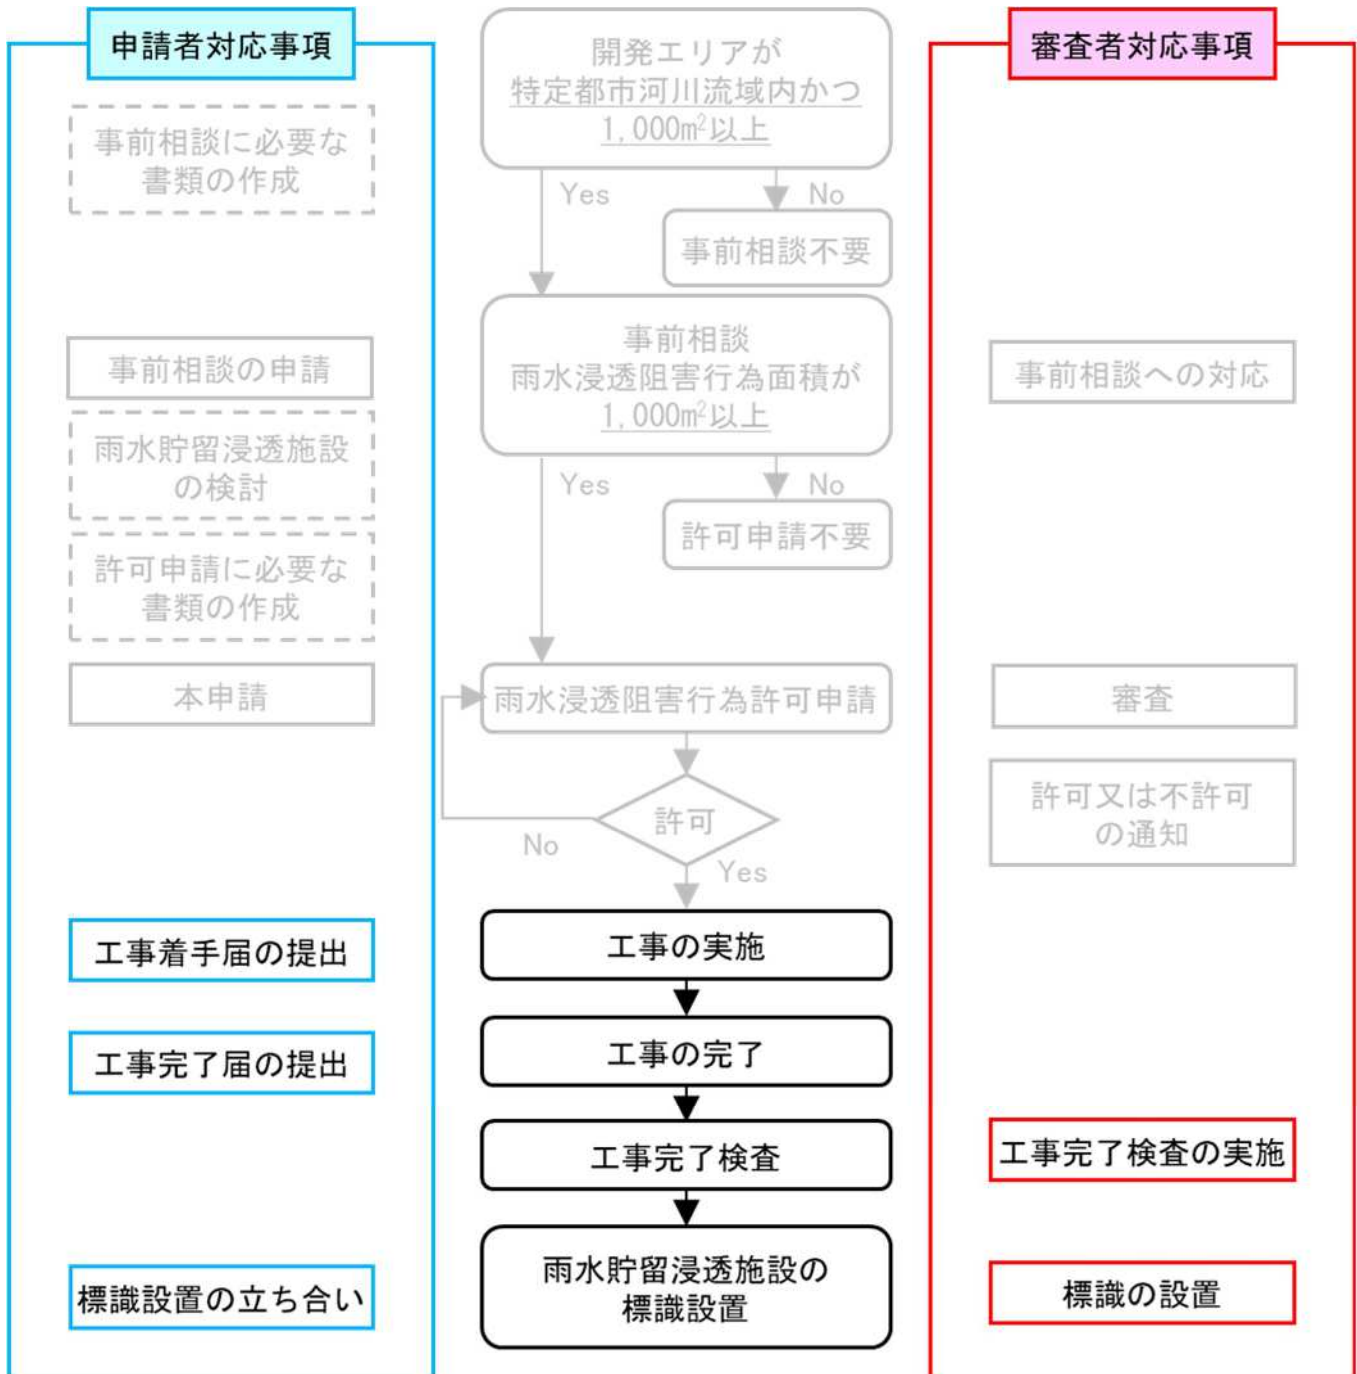 申請者対応事項
事前相談に必要な
書類の作成
事前相談の申請
雨水貯留浸透施設
の検討
許可申請に必要な
書類の作成
本申請
工事着手届の提出
工事完了届の提出
標識設置の立ち合い
開発エリアが
特定都市河川流域内かつ
1,000m²以上
Yes
No
事前相談不要
事前相談
雨水浸透阻害行為面積が
1,000m²以上
Yes
No
許可申請不要
雨水浸透阻害行為許可申請
許可
No
Yes
工事の実施
工事の完了
工事完了検査
雨水貯留浸透施設の
標識設置
審査者対応事項
事前相談への対応
審査
許可又は不許可
の通知
工事完了検査の実施
標識の設置